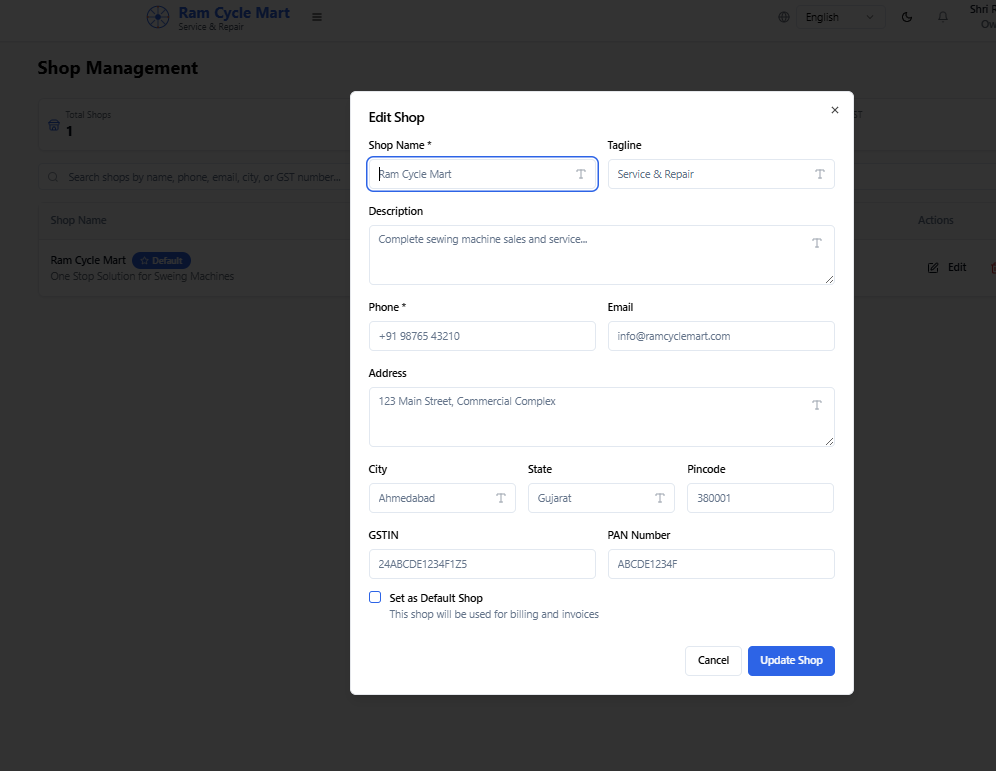 Ram Cycle Mart
Service & Repair
English
Shri
Shop Management
Total Shops
1
ST
Search shops by name, phone, email, city, or GST number...
Shop Name
Actions
Ram Cycle Mart
Default
One Stop Solution for Sweing Machines
Edit
Edit Shop
Shop Name *
Tagline
Ram Cycle Mart
Service & Repair
Description
Complete sewing machine sales and service...
Phone *
Email
+91 98765 43210
info@ramcyclemart.com
Address
123 Main Street, Commercial Complex
City
State
Pincode
Ahmedabad
Gujarat
380001
GSTIN
PAN Number
24ABCDE1234F1Z5
ABCDE1234F
Set as Default Shop
This shop will be used for billing and invoices
Cancel
Update Shop